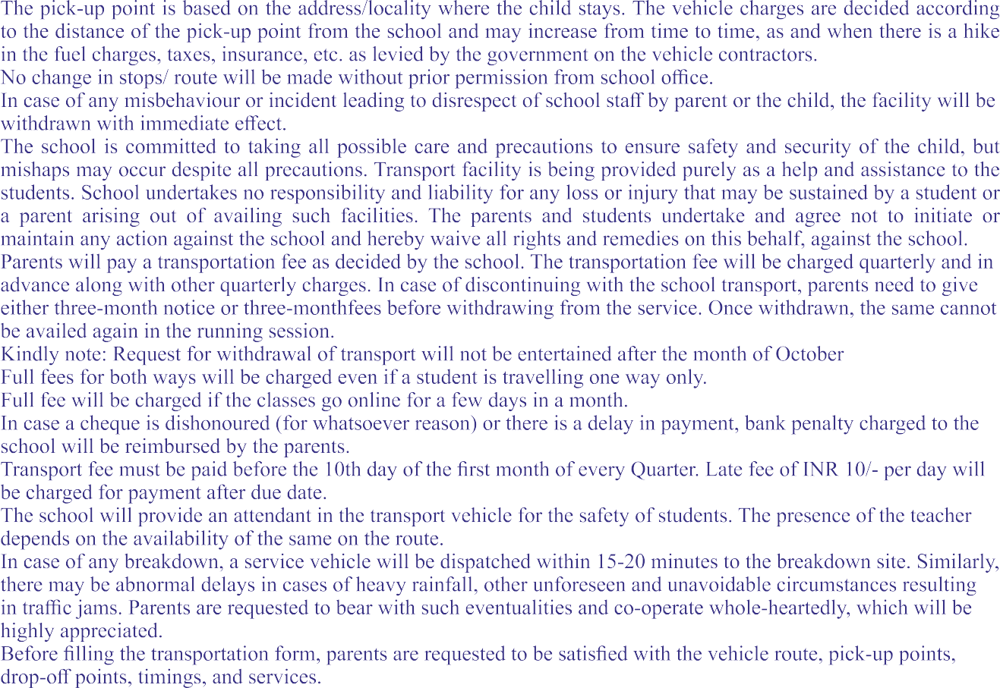 The pick-up point is based on the address/locality where the child stays. The vehicle charges are decided according
to the distance of the pick-up point from the school and may increase from time to time, as and when there is a hike
in the fuel charges, taxes, insurance, etc. as levied by the government on the vehicle contractors.
No change in stops/ route will be made without prior permission from school office.
In case of any misbehaviour or incident leading to disrespect of school staff by parent or the child, the facility will be
withdrawn with immediate effect.
The school is committed to taking all possible care and precautions to ensure safety and security of the child, but
mishaps may occur despite all precautions. Transport facility is being provided purely as a help and assistance to the
students. School undertakes no responsibility and liability for any loss or injury that may be sustained by a student or
a parent arising out of availing such facilities. The parents and students undertake and agree not to initiate or
maintain any action against the school and hereby waive all rights and remedies on this behalf, against the school.
Parents will pay a transportation fee as decided by the school. The transportation fee will be charged quarterly and in
advance along with other quarterly charges. In case of discontinuing with the school transport, parents need to give
either three-month notice or three-monthfees before withdrawing from the service. Once withdrawn, the same cannot
be availed again in the running session.
Kindly note: Request for withdrawal of transport will not be entertained after the month of October
Full fees for both ways will be charged even if a student is travelling one way only.
Full fee will be charged if the classes go online for a few days in a month.
In case a cheque is dishonoured (for whatsoever reason) or there is a delay in payment, bank penalty charged to the
school will be reimbursed by the parents.
Transport fee must be paid before the 10th day of the first month of every Quarter. Late fee of INR 10/- per day will
be charged for payment after due date.
The school will provide an attendant in the transport vehicle for the safety of students. The presence of the teacher
depends on the availability of the same on the route.
In case of any breakdown, a service vehicle will be dispatched within 15-20 minutes to the breakdown site. Similarly,
there may be abnormal delays in cases of heavy rainfall, other unforeseen and unavoidable circumstances resulting
in traffic jams. Parents are requested to bear with such eventualities and co-operate whole-heartedly, which will be
highly appreciated.
Before filling the transportation form, parents are requested to be satisfied with the vehicle route, pick-up points,
drop-off points, timings, and services.